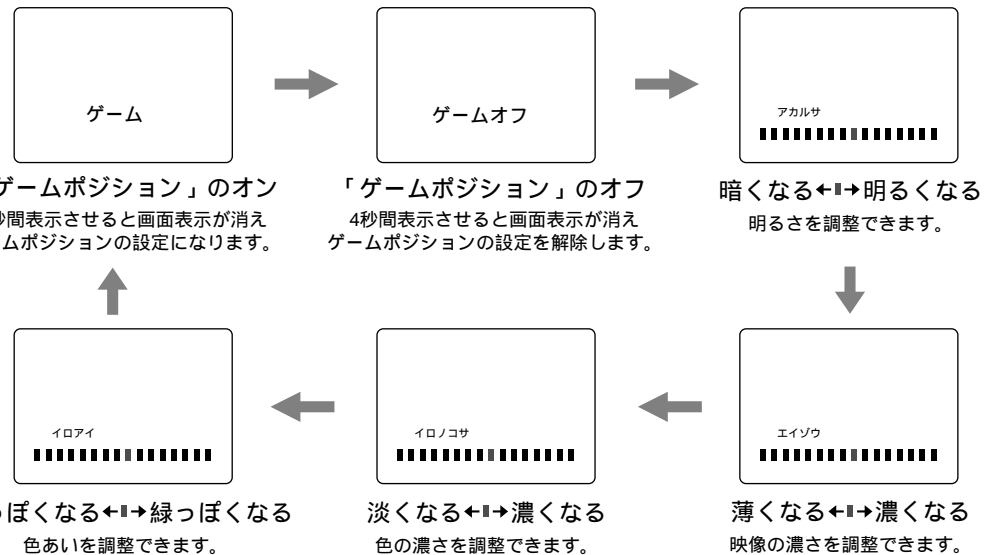 ゲーム
ゲームオフ
アカルサ
ゲームポジション」のオン
「ゲームポジション」のオフ
暗くなる←→明るくなる
秒間表示させると画面表示が消え
ムポジションの設定になります。
4秒間表示させると画面表示が消え
ゲームポジションの設定を解除します。
明るさを調整できます。
イロアイ
イロノコサ
エイゾウ
っぽくなる←→緑っぽくなる
淡くなる←→濃くなる
薄くなる←→濃くなる
色あいを調整できます。
色の濃さを調整できます。
映像の濃さを調整できます。